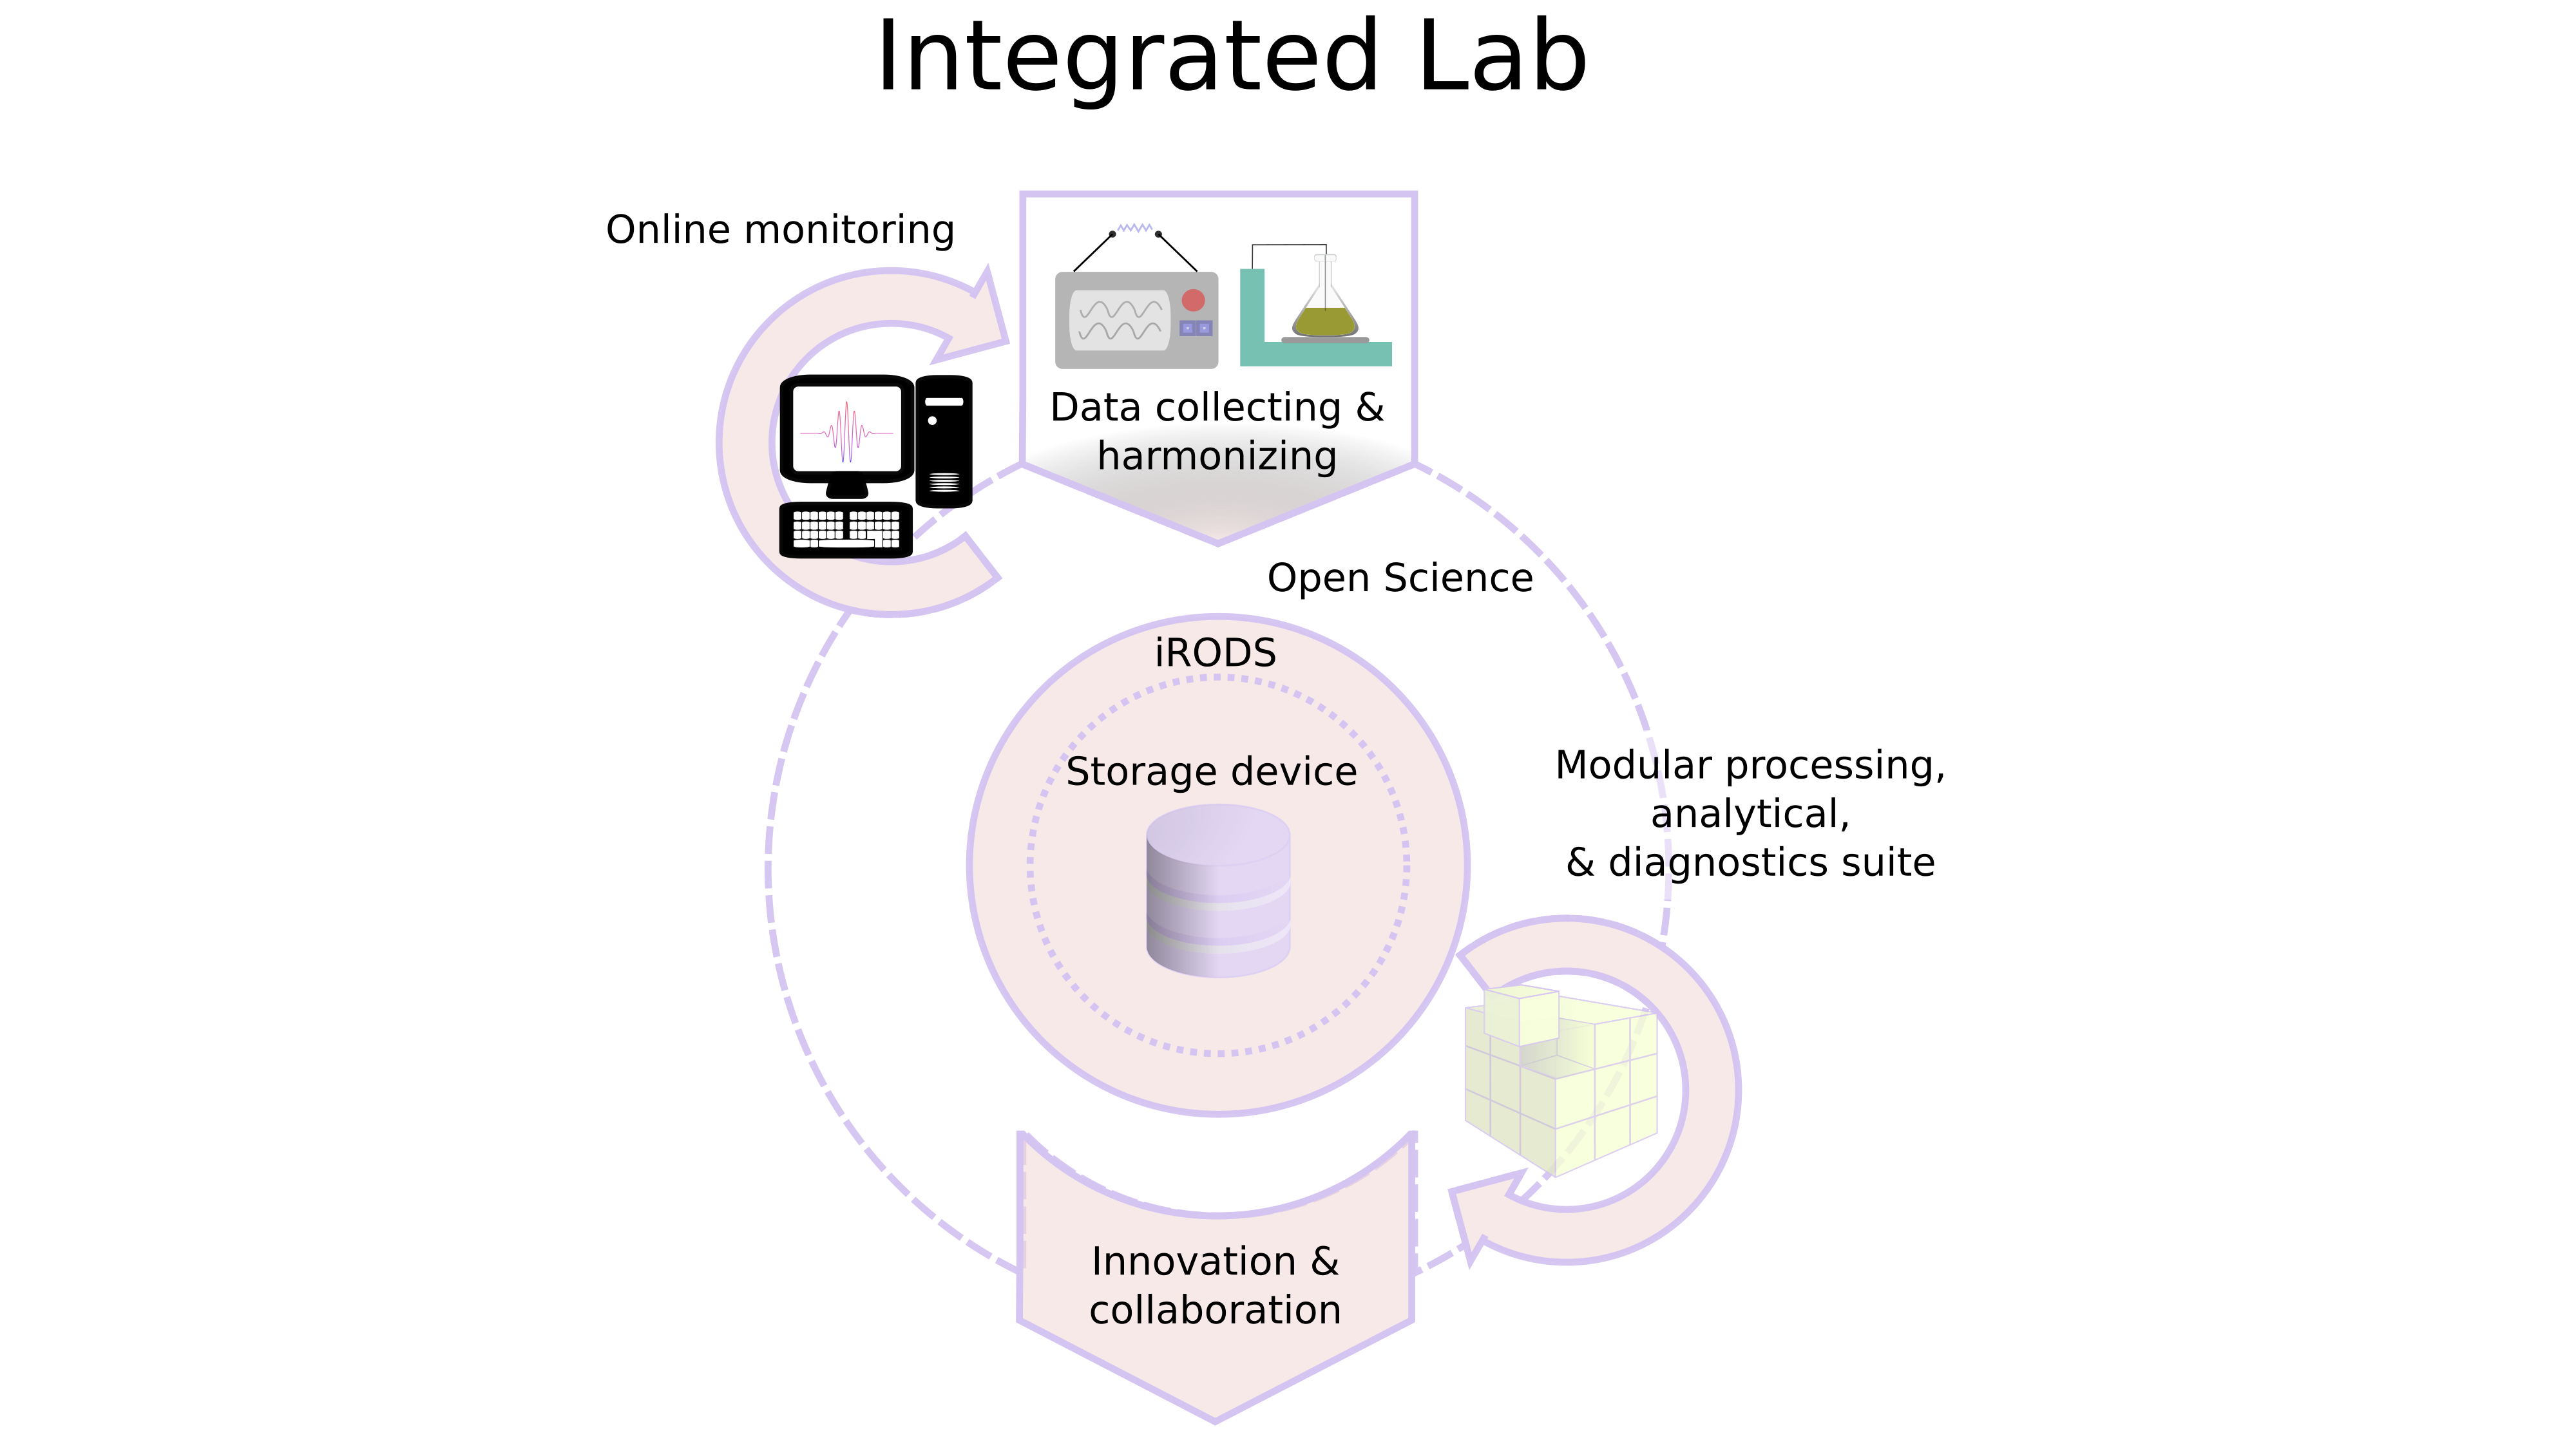 Integrated Lab
Online monitoring
Data collecting &
harmonizing
Open Science
iRODS
Storage device
Modular processing,
analytical,
& diagnostics suite
Innovation &
collaboration